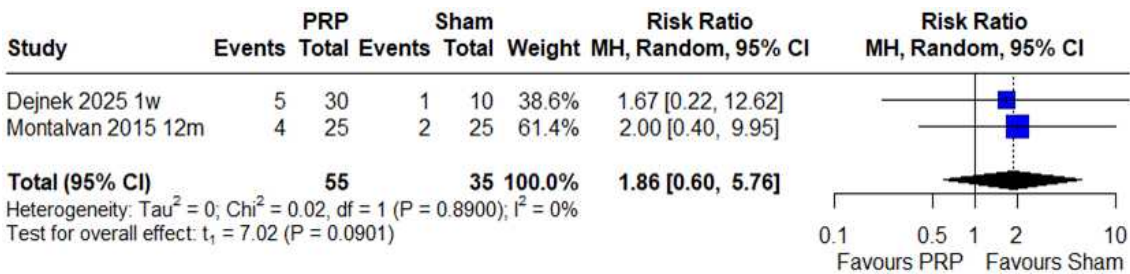 PRP Sham Risk Ratio Risk Ratio
Study Events Total Events Total Weight MH, Random, 95% CI MH, Random, 95% CI
Dejnek 2025 1w 5 30 1 10 38.6% 1.67 [0.22, 12.62]
Montalvan 2015 12m 4 25 2 25 61.4% 2.00 [0.40, 9.95]
Total (95% CI) 55 35 100.0% 1.86 [0.60, 5.76]
Heterogeneity: Tau² = 0; Chi² = 0.02, df = 1 (P = 0.8900); I² = 0%
Test for overall effect: t₁ = 7.02 (P = 0.0901)
0.1 0.5 1 2 10
Favours PRP Favours Sham